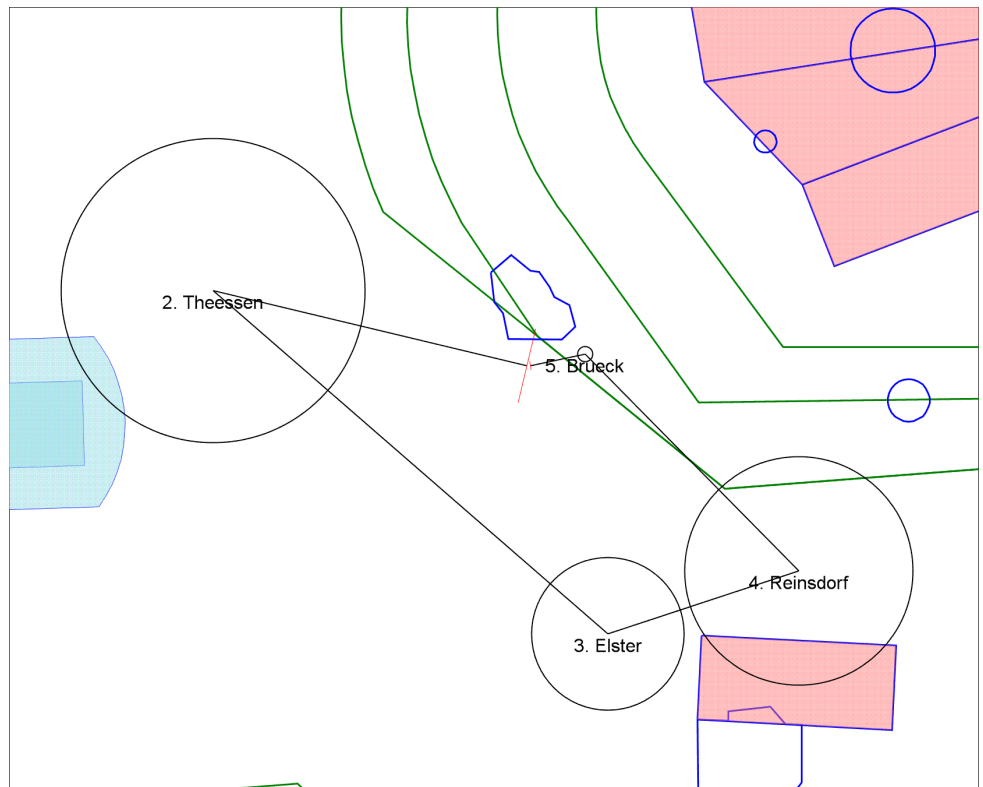 2. Theessen
5. Brueck
4. Reinsdorf
3. Elster